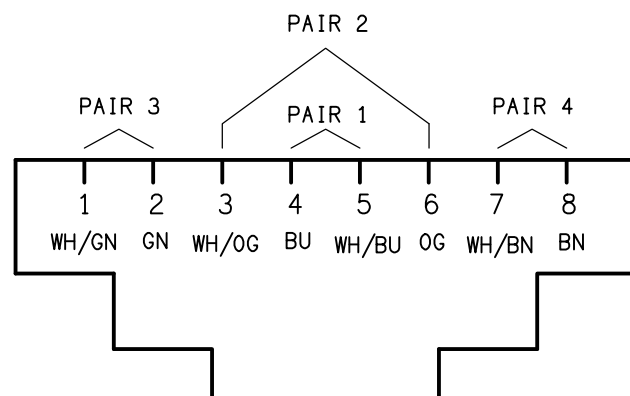 PAIR 2
PAIR 3
PAIR 1
PAIR 4
1 2 3 4 5 6 7 8
WH/GN GN WH/OG BU WH/BU OG WH/BN BN